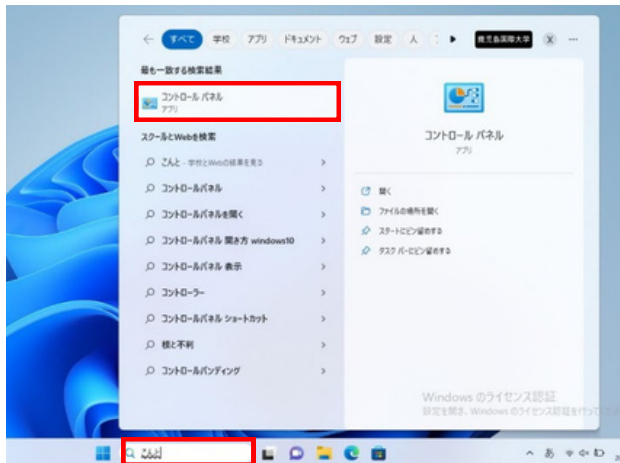 すべて 学校 アプリ ドキュメント ウェブ 設定 人 鹿児島国際大学 X ...
最も一致する検索結果
コントロール パネル
アプリ
コントロール パネル
アプリ
スクールとWebを検索
こんと - 学校とWebの結果を見る
コントロールパネル
コントロールパネルを開く
コントロールパネル 開き方 windows10
コントロールパネル 表示
コントローラー
コントロールパネル ショートカット
根と不利
コントロールバンディング
開く
ファイルの場所を開く
スタートにピン留めする
タスク バーにピン留めする
Windows のライセンス認証
設定を開き、Windows のライセンス認証を行って
こんと
あ